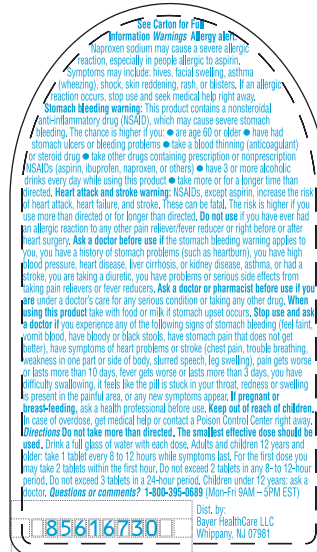 See Carton for Full
Information Warnings Allergy alert:
Naproxen sodium may cause a severe allergic
reaction, especially in people allergic to aspirin.
Symptoms may include: hives, facial swelling, asthma
(wheezing), shock, skin reddening, rash, or blisters. If an allergic
reaction occurs, stop use and seek medical help right away.
Stomach bleeding warning: This product contains a nonsteroidal
anti-inflammatory drug (NSAID), which may cause severe stomach
bleeding. The chance is higher if you: ● are age 60 or older ● have had
stomach ulcers or bleeding problems ● take a blood thinning (anticoagulant)
or steroid drug ● take other drugs containing prescription or nonprescription
NSAIDs (aspirin, ibuprofen, naproxen, or others) ● have 3 or more alcoholic
drinks every day while using this product ● take more or for a longer time than
directed. Heart attack and stroke warning: NSAIDs, except aspirin, increase the risk
of heart attack, heart failure, and stroke. These can be fatal. The risk is higher if you
use more than directed or for longer than directed. Do not use if you have ever had
an allergic reaction to any other pain reliever/fever reducer or right before or after
heart surgery. Ask a doctor before use if the stomach bleeding warning applies to
you, you have a history of stomach problems (such as heartburn), you have high
blood pressure, heart disease, liver cirrhosis, or kidney disease, asthma, or had a
stroke, you are taking a diuretic, you have problems or serious side effects from
taking pain relievers or fever reducers. Ask a doctor or pharmacist before use if you
are under a doctor's care for any serious condition or taking any other drug. When
using this product take with food or milk if stomach upset occurs. Stop use and ask
a doctor if you experience any of the following signs of stomach bleeding (feel faint,
vomit blood, have bloody or black stools, have stomach pain that does not get
better), have symptoms of heart problems or stroke (chest pain, trouble breathing,
weakness in one part or side of body, slurred speech, leg swelling), pain gets worse
or lasts more than 10 days, fever gets worse or lasts more than 3 days, you have
difficulty swallowing, it feels like the pill is stuck in your throat, redness or swelling
is present in the painful area, or any new symptoms appear. If pregnant or
breast-feeding, ask a health professional before use. Keep out of reach of children.
In case of overdose, get medical help or contact a Poison Control Center right away.
Directions Do not take more than directed, The smallest effective dose should be
used, Drink a full glass of water with each dose. Adults and children 12 years and
older: take 1 tablet every 8 to 12 hours while symptoms last, For the first dose you
may take 2 tablets within the first hour, Do not exceed 2 tablets in any 8- to 12-hour
period, Do not exceed 3 tablets in a 24-hour period, Children under 12 years: ask a
doctor. Questions or comments? 1-800-395-0689 (Mon-Fri 9AM – 5PM EST)
Dist. by:
Bayer HealthCare LLC
Whippany, NJ 07981
85616730